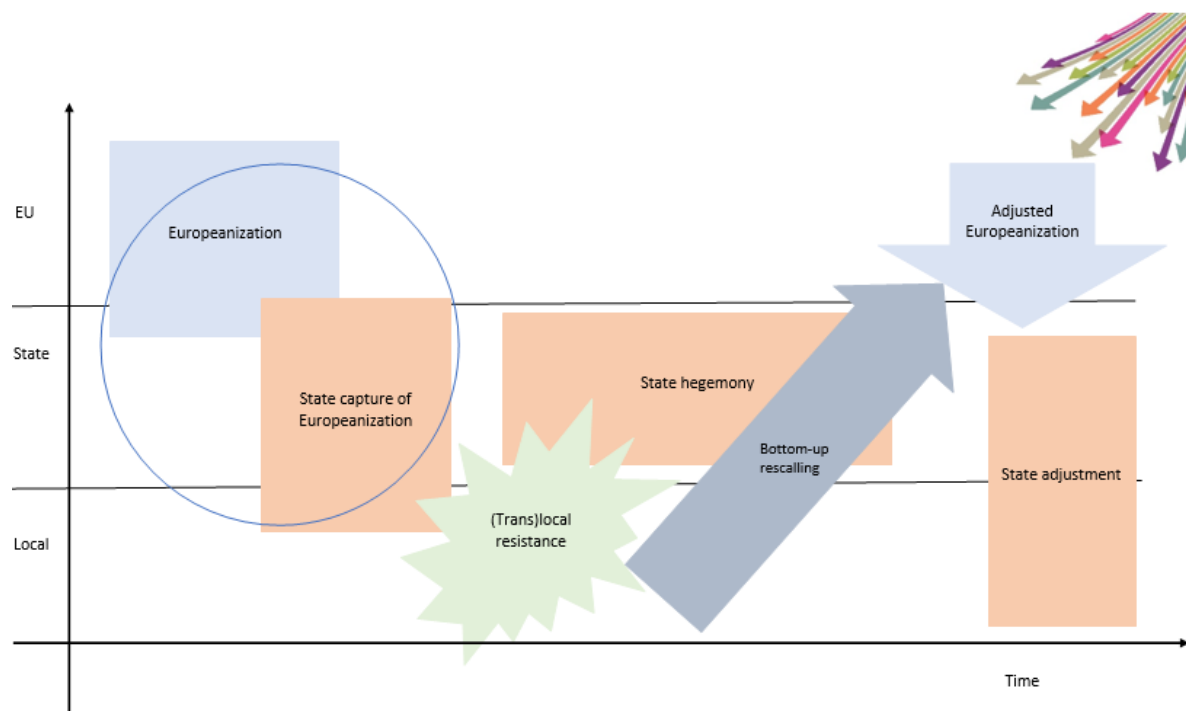 EU
Europeanization
Adjusted
Europeanization
State
State capture of
Europeanization
State hegemony
Bottom-up
rescalling
State adjustment
Local
(Trans)local
resistance
Time